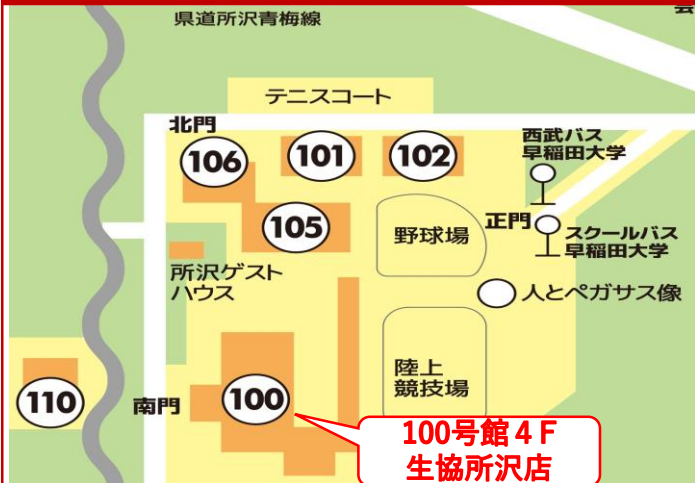 県道所沢青梅線
テニスコート
北門
106
101
102
西武バス
早稲田大学
105
野球場
正門
スクールバス
早稲田大学
所沢ゲスト
ハウス
人とペガサス像
陸上
競技場
110
南門
100
100号館4F
生協所沢店